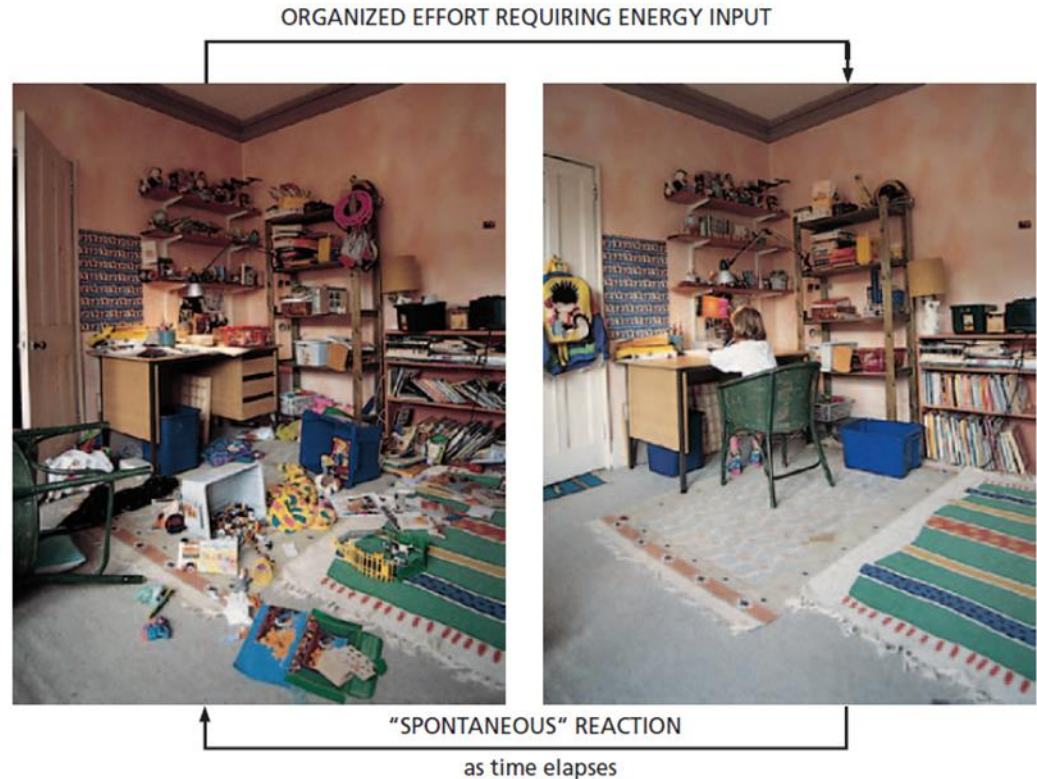 ORGANIZED EFFORT REQUIRING ENERGY INPUT
“SPONTANEOUS“ REACTION
as time elapses